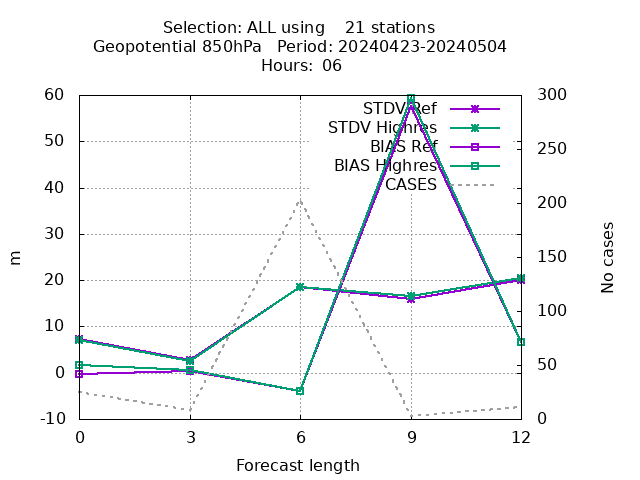 Selection: ALL using    21 stations
Geopotential 850hPa   Period: 20240423-20240504
Hours: 06
60
50
40
30
20
10
0
-10
m
STDV Ref
STDV Highres
BIAS Ref
BIAS Highres
CASES
300
250
200
150
100
50
0
No cases
0
3
6
9
12
Forecast length